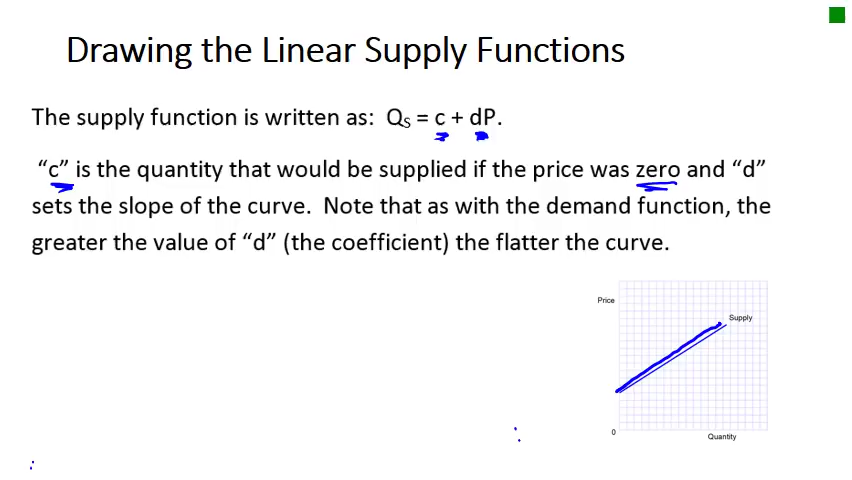 Drawing the Linear Supply Functions
The supply function is written as:  QS = c + dP.
“c” is the quantity that would be supplied if the price was zero and “d”
sets the slope of the curve.  Note that as with the demand function, the
greater the value of “d” (the coefficient) the flatter the curve.
Price
Supply
0
Quantity